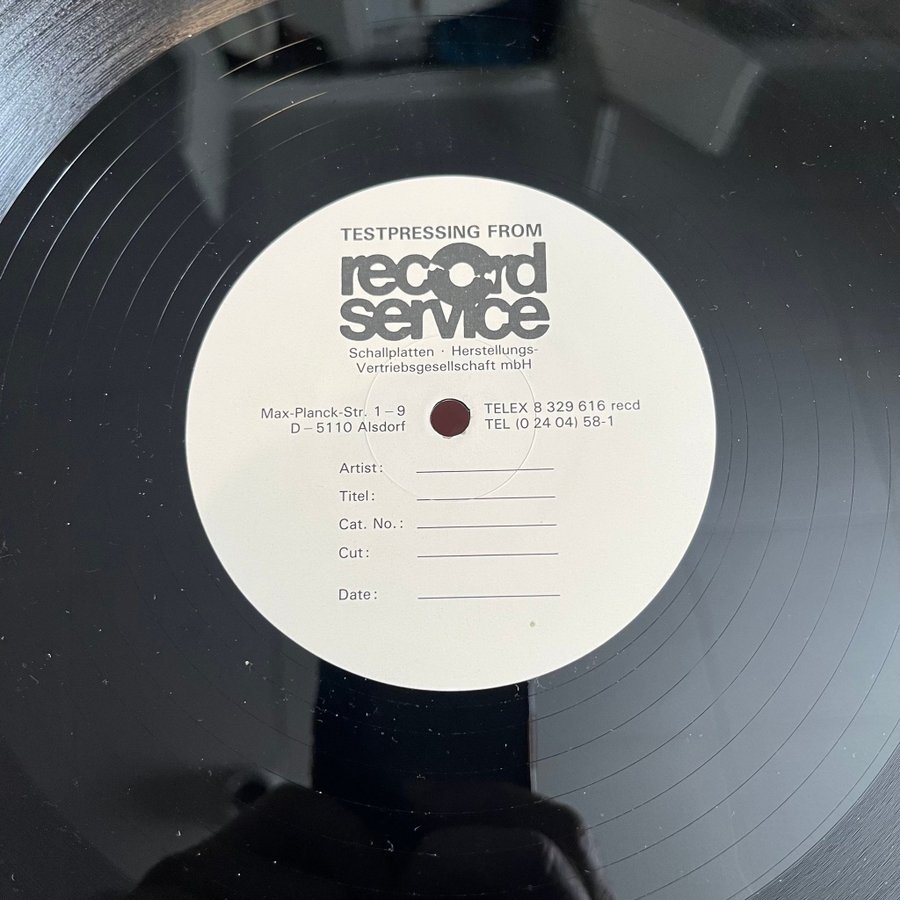 TESTPRESSING FROM
record
service
Schallplatten · Herstellungs-
Vertriebsgesellschaft mbH
Max-Planck-Str. 1 – 9
D – 5110 Alsdorf
TELEX 8 329 616 recd
TEL (0 24 04) 58-1
Artist:
Titel:
Cat. No.:
Cut:
Date: